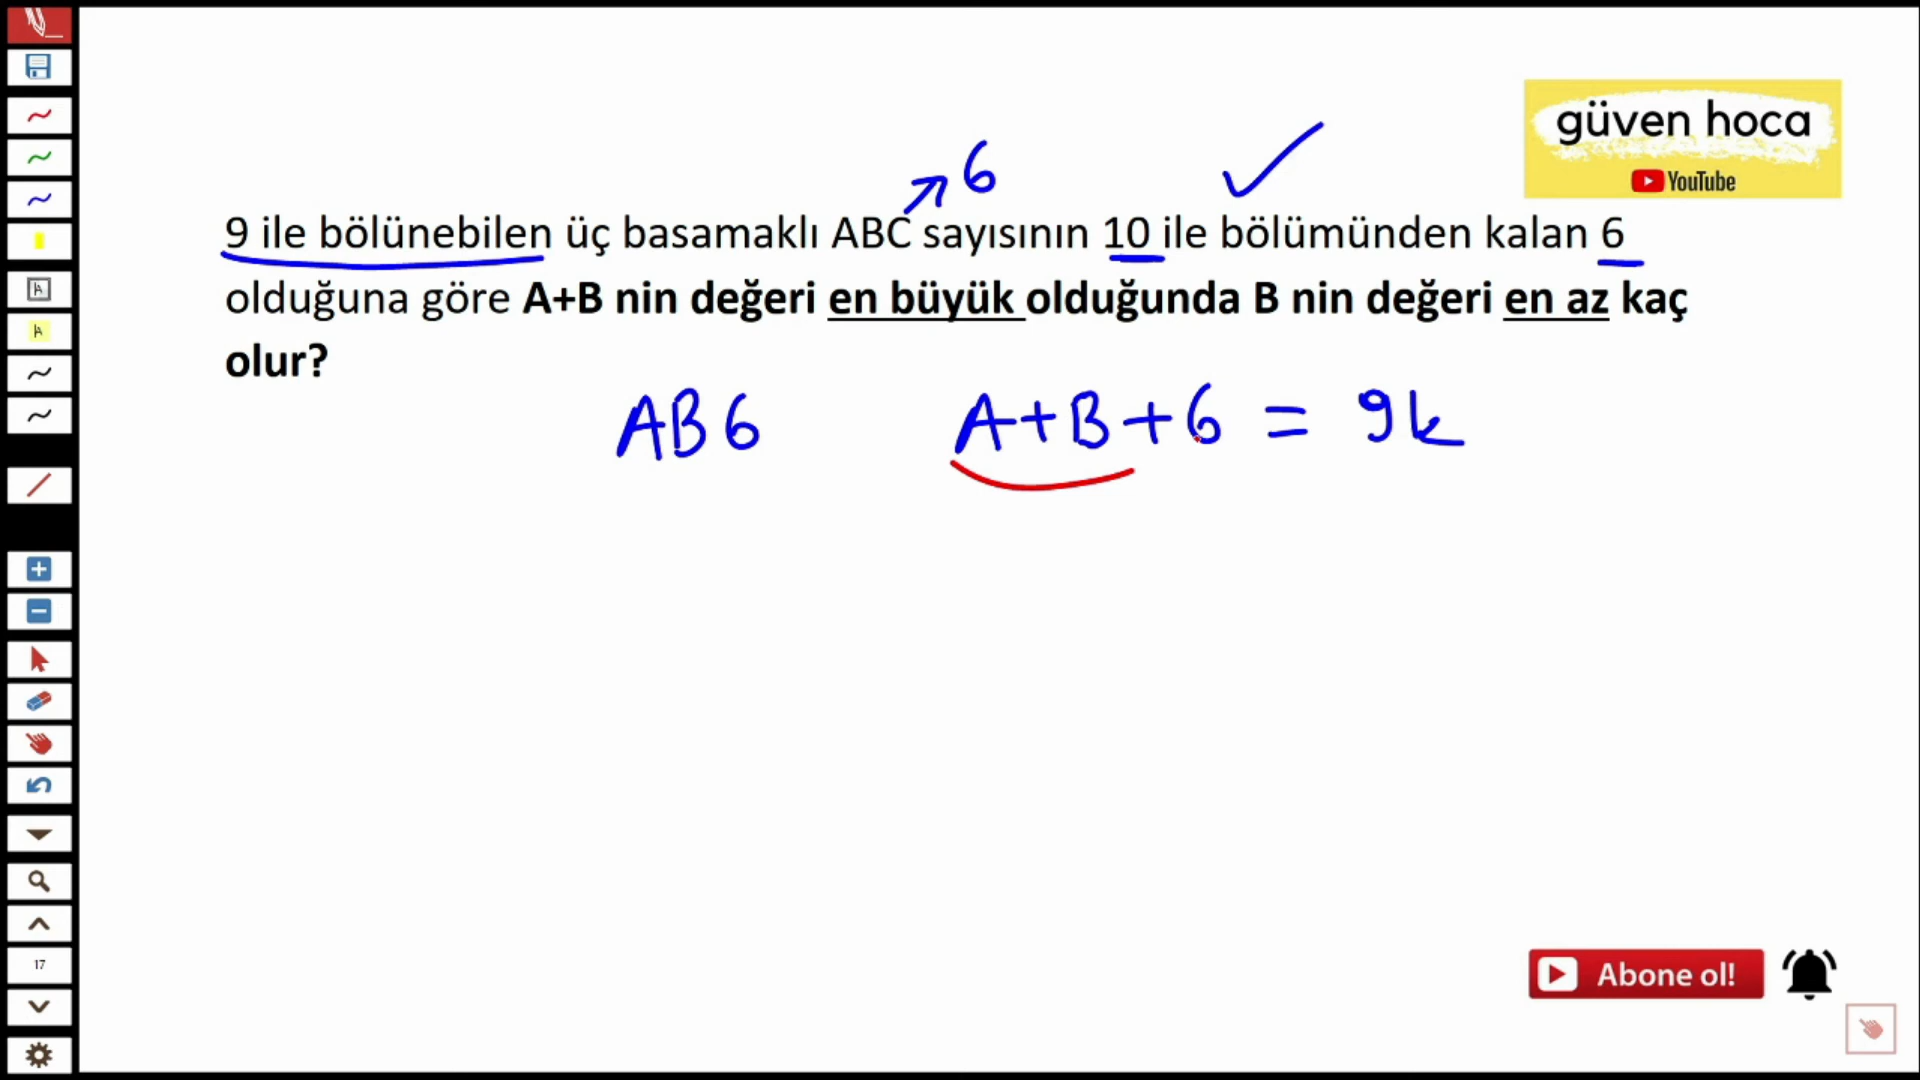 güven hoca
YouTube
6
9 ile bölünebilen üç basamaklı ABC sayısının 10 ile bölümünden kalan 6
olduğuna göre A+B nin değeri en büyük olduğunda B nin değeri en az kaç
olur?
AB6 A+B+6 = 9k
17
Abone ol!